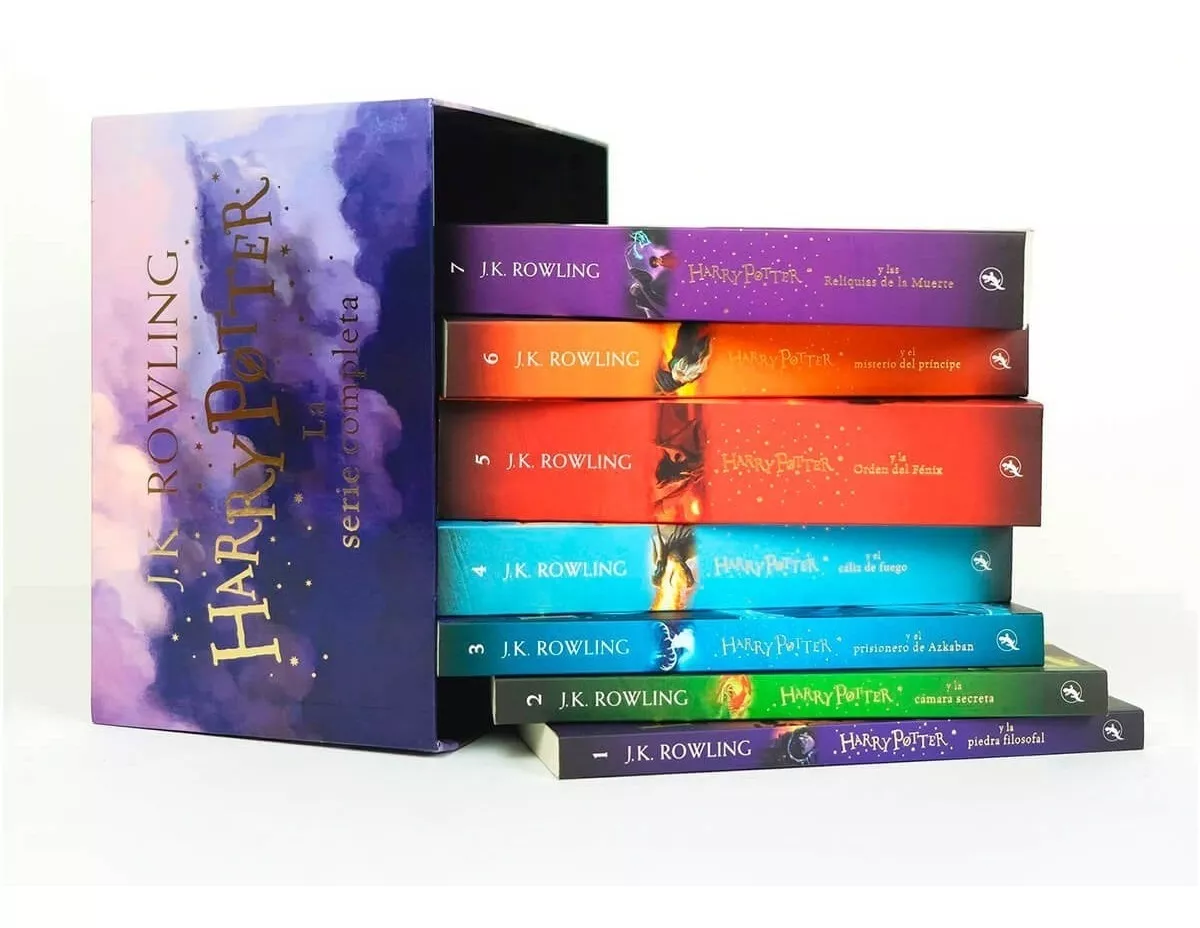 J.K. ROWLING
HARRY POTTER
La
serie completa
7 J.K. ROWLING HARRY POTTER y las
Reliquias de la Muerte
6 J.K. ROWLING HARRY POTTER y el
misterio del príncipe
5 J.K. ROWLING HARRY POTTER y la
Orden del Fénix
4 J.K. ROWLING HARRY POTTER y el
cáliz de fuego
3 J.K. ROWLING HARRY POTTER y el
prisionero de Azkaban
2 J.K. ROWLING HARRY POTTER y la
cámara secreta
1 J.K. ROWLING HARRY POTTER y la
piedra filosofal